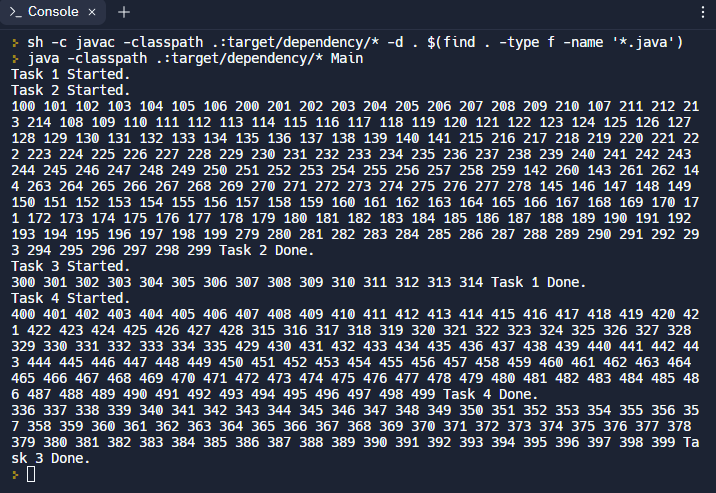 Console
sh -c javac -classpath .:target/dependency/* -d . $(find . -type f -name '*.java')
java -classpath .:target/dependency/* Main
Task 1 Started.
Task 2 Started.
100 101 102 103 104 105 106 200 201 202 203 204 205 206 207 208 209 210 107 211 212 21
3 214 108 109 110 111 112 113 114 115 116 117 118 119 120 121 122 123 124 125 126 127
128 129 130 131 132 133 134 135 136 137 138 139 140 141 215 216 217 218 219 220 221 22
2 223 224 225 226 227 228 229 230 231 232 233 234 235 236 237 238 239 240 241 242 243
244 245 246 247 248 249 250 251 252 253 254 255 256 257 258 259 142 260 143 261 262 14
4 263 264 265 266 267 268 269 270 271 272 273 274 275 276 277 278 145 146 147 148 149
150 151 152 153 154 155 156 157 158 159 160 161 162 163 164 165 166 167 168 169 170 17
1 172 173 174 175 176 177 178 179 180 181 182 183 184 185 186 187 188 189 190 191 192
193 194 195 196 197 198 199 279 280 281 282 283 284 285 286 287 288 289 290 291 292 29
3 294 295 296 297 298 299 Task 2 Done.
Task 3 Started.
300 301 302 303 304 305 306 307 308 309 310 311 312 313 314 Task 1 Done.
Task 4 Started.
400 401 402 403 404 405 406 407 408 409 410 411 412 413 414 415 416 417 418 419 420 42
1 422 423 424 425 426 427 428 315 316 317 318 319 320 321 322 323 324 325 326 327 328
329 330 331 332 333 334 335 429 430 431 432 433 434 435 436 437 438 439 440 441 442 44
3 444 445 446 447 448 449 450 451 452 453 454 455 456 457 458 459 460 461 462 463 464
465 466 467 468 469 470 471 472 473 474 475 476 477 478 479 480 481 482 483 484 485 48
6 487 488 489 490 491 492 493 494 495 496 497 498 499 Task 4 Done.
336 337 338 339 340 341 342 343 344 345 346 347 348 349 350 351 352 353 354 355 356 35
7 358 359 360 361 362 363 364 365 366 367 368 369 370 371 372 373 374 375 376 377 378
379 380 381 382 383 384 385 386 387 388 389 390 391 392 393 394 395 396 397 398 399 Ta
sk 3 Done.